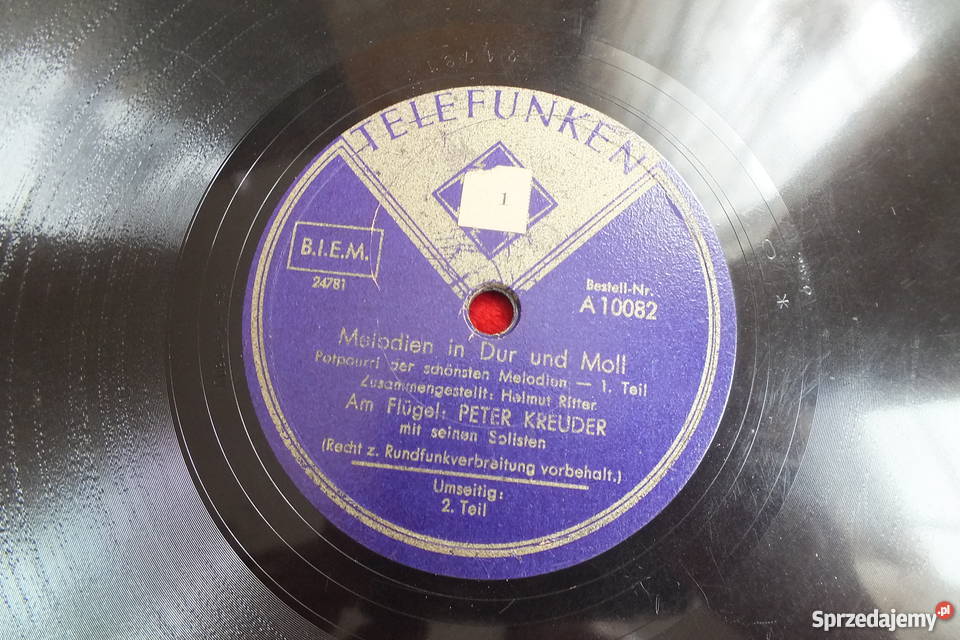 24781
TELEFUNKEN
1
B.I.E.M.
24781
Bestell-Nr.
A 10082
Melodien in Dur und Moll
Potpourri der schönsten Melodien — 1. Teil
Zusammengestellt: Helmut Ritter
Am Flügel: PETER KREUDER
mit seinen Solisten
(Recht z. Rundfunkverbreitung vorbehalt.)
Umseitig:
2. Teil
Sprzedajemy.pl